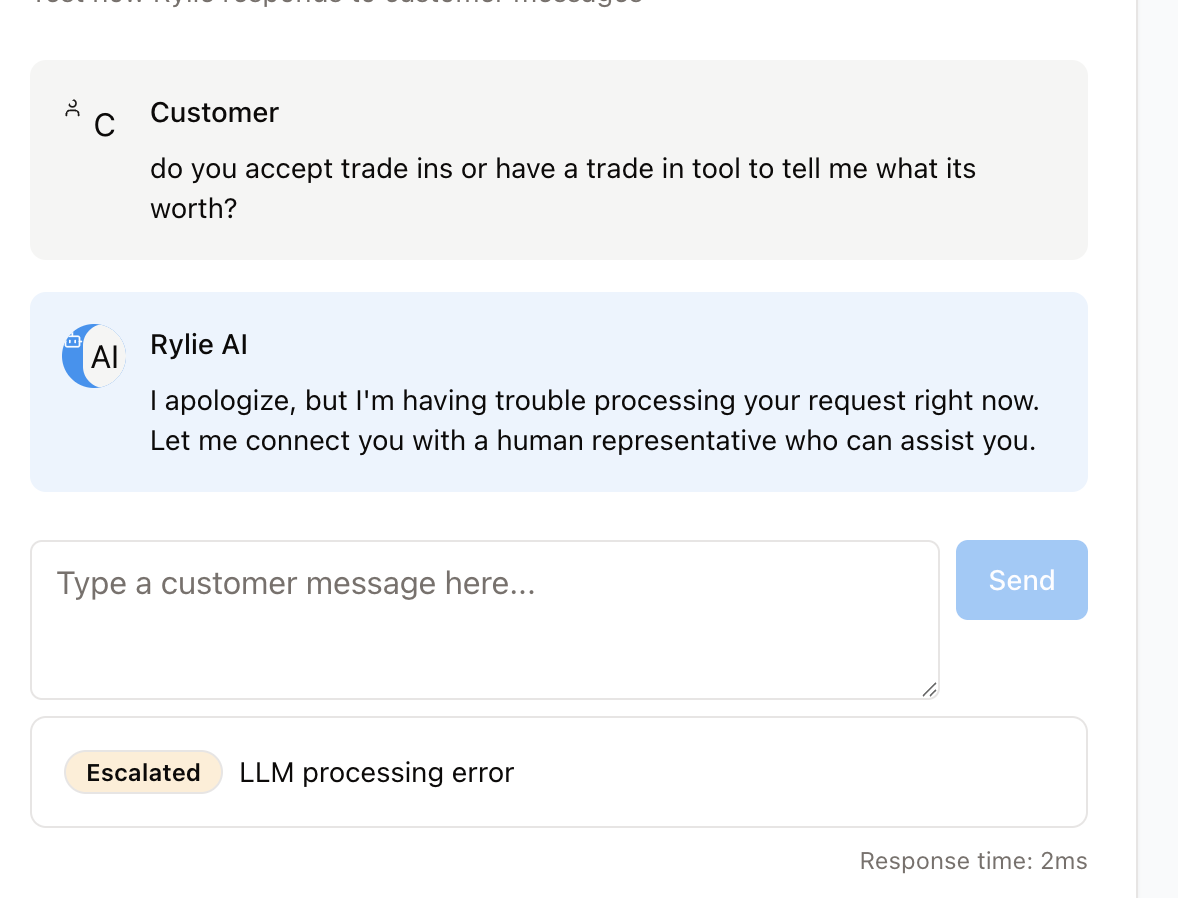 Customer
C
do you accept trade ins or have a trade in tool to tell me what its
worth?
Rylie AI
AI
I apologize, but I'm having trouble processing your request right now.
Let me connect you with a human representative who can assist you.
Type a customer message here...
Send
Escalated LLM processing error
Response time: 2ms